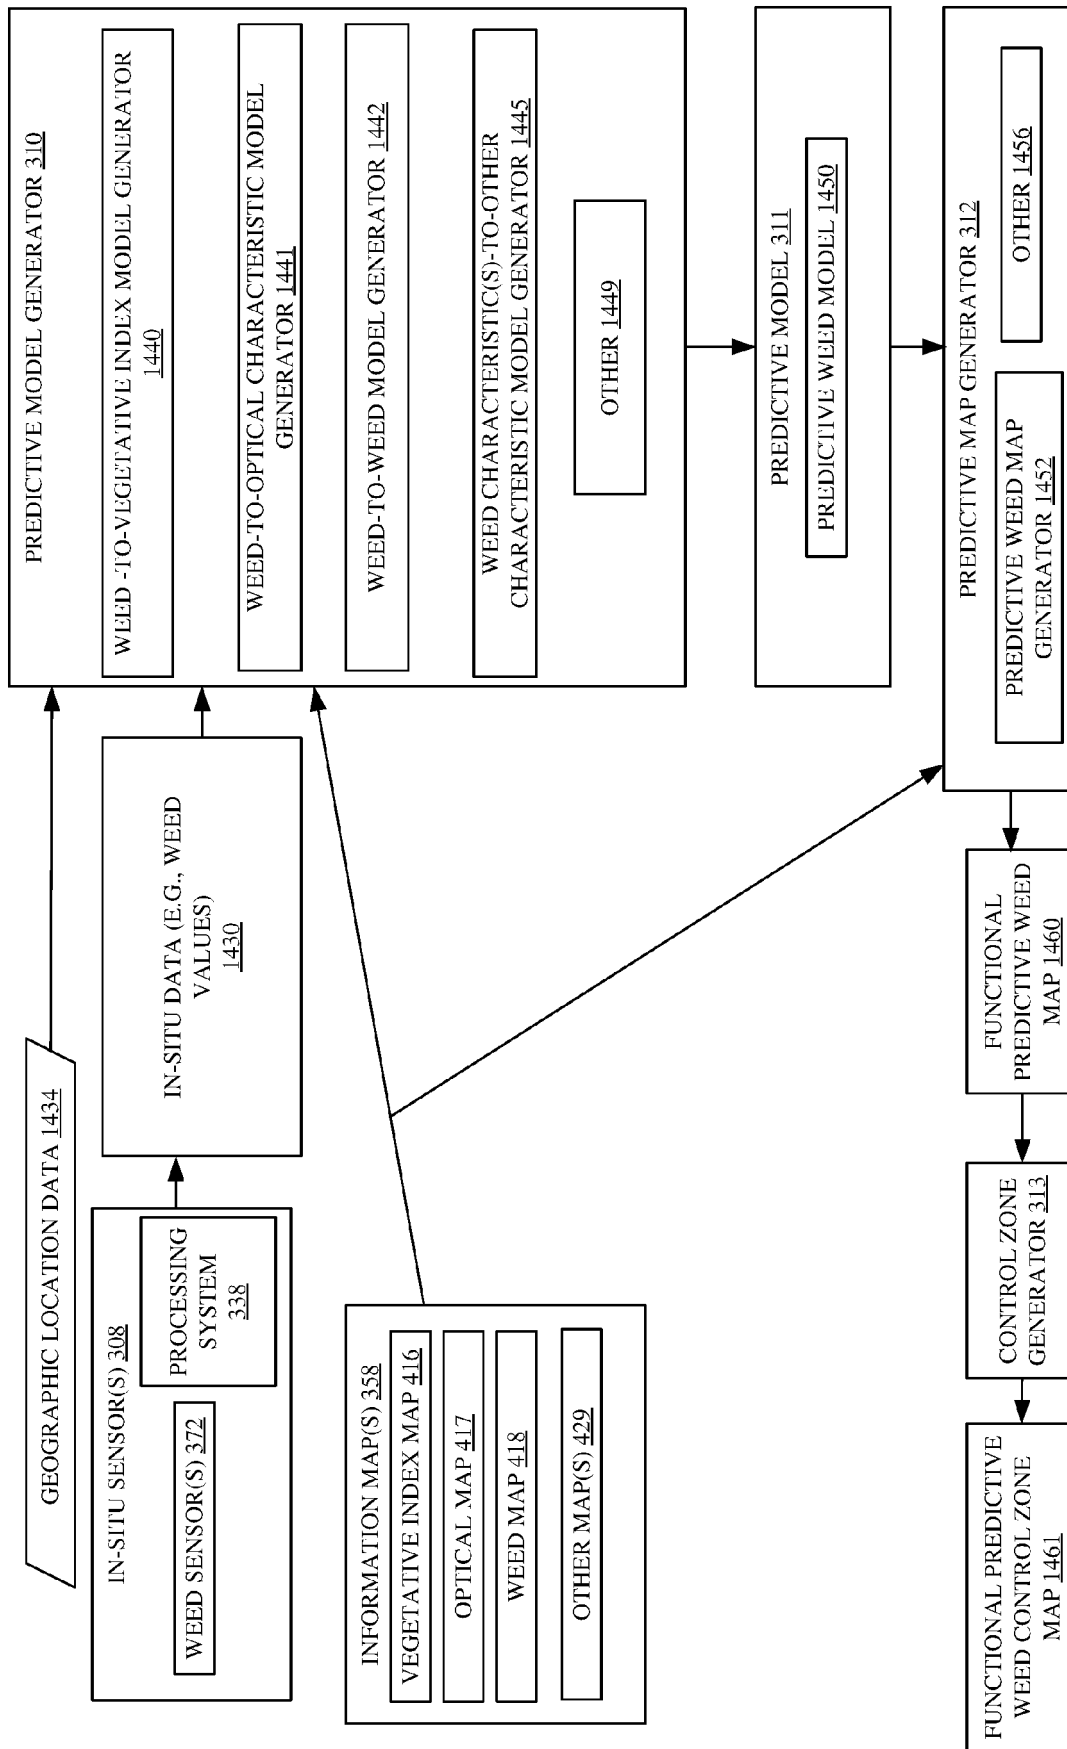 GEOGRAPHIC LOCATION DATA 1434
IN-SITU SENSOR(S) 308
WEED SENSOR(S) 372
PROCESSING
SYSTEM
338
IN-SITU DATA (E.G., WEED
VALUES)
1430
INFORMATION MAP(S) 358
VEGETATIVE INDEX MAP 416
OPTICAL MAP 417
WEED MAP 418
OTHER MAP(S) 429
PREDICTIVE MODEL GENERATOR 310
WEED -TO-VEGETATIVE INDEX MODEL GENERATOR
1440
WEED-TO-OPTICAL CHARACTERISTIC MODEL
GENERATOR 1441
WEED-TO-WEED MODEL GENERATOR 1442
WEED CHARACTERISTIC(S)-TO-OTHER
CHARACTERISTIC MODEL GENERATOR 1445
OTHER 1449
PREDICTIVE MODEL 311
PREDICTIVE WEED MODEL 1450
PREDICTIVE MAP GENERATOR 312
PREDICTIVE WEED MAP
GENERATOR 1452
OTHER 1456
FUNCTIONAL
PREDICTIVE WEED
MAP 1460
CONTROL ZONE
GENERATOR 313
FUNCTIONAL PREDICTIVE
WEED CONTROL ZONE
MAP 1461